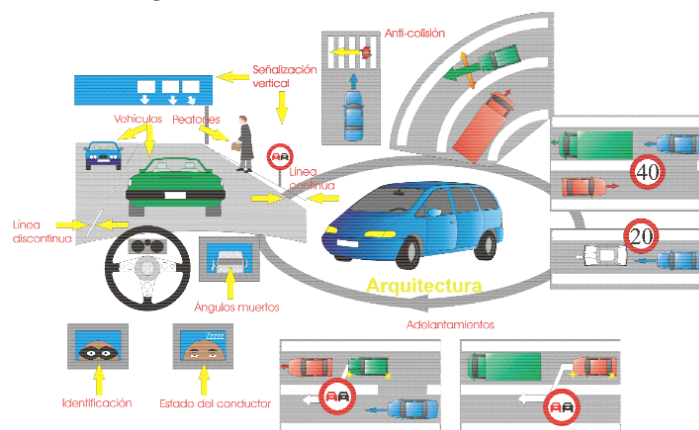 Anti-colisión
Señalización
vertical
Vehículos
Peatones
Línea
continua
40
Línea
discontinua
20
Arquitectura
Ángulos muertos
Adelantamientos
Zzzzz
Identificación
Estado del conductor